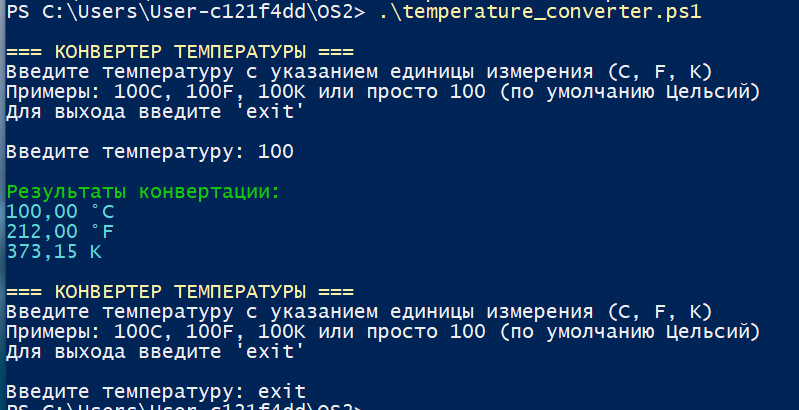 PS C:\Users\User-c121f4dd\OS2> .\temperature_converter.ps1
=== КОНВЕРТЕР ТЕМПЕРАТУРЫ ===
Введите температуру с указанием единицы измерения (C, F, K)
Примеры: 100C, 100F, 100K или просто 100 (по умолчанию Цельсий)
Для выхода введите 'exit'
Введите температуру: 100
Результаты конвертации:
100,00 °C
212,00 °F
373,15 K
=== КОНВЕРТЕР ТЕМПЕРАТУРЫ ===
Введите температуру с указанием единицы измерения (C, F, K)
Примеры: 100C, 100F, 100K или просто 100 (по умолчанию Цельсий)
Для выхода введите 'exit'
Введите температуру: exit
PS C:\Users\User-c121f4dd\OS2>